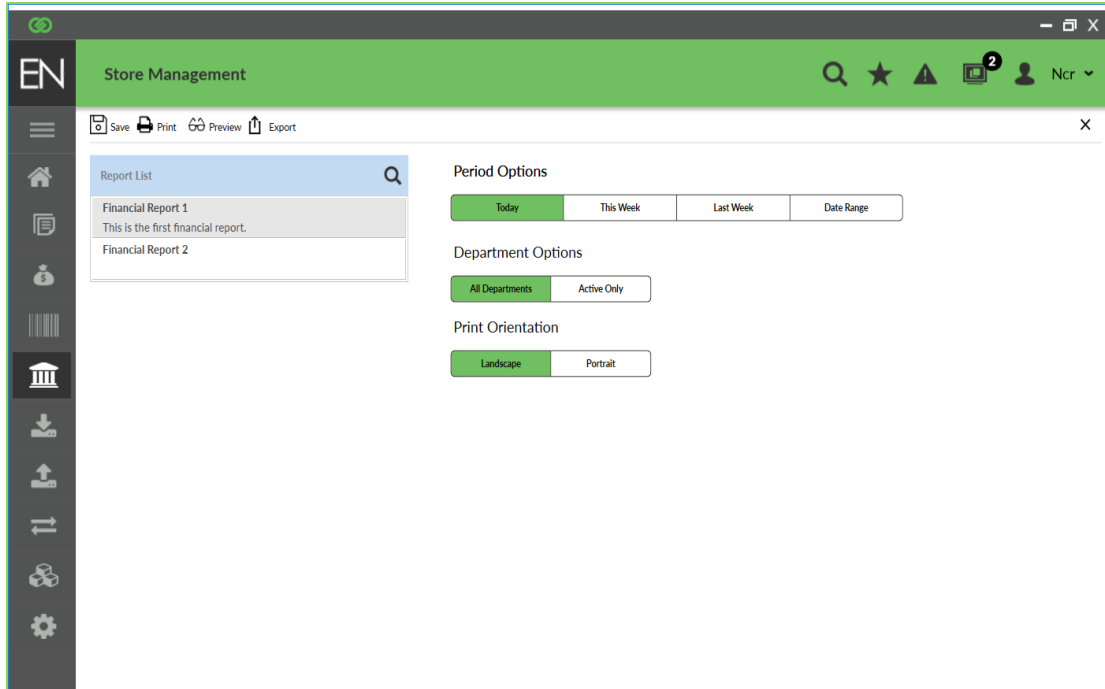 EN
Store Management
2
Ncr
Save Print Preview Export
X
Report List
Financial Report 1
This is the first financial report.
Financial Report 2
Period Options
Today This Week Last Week Date Range
Department Options
All Departments Active Only
Print Orientation
Landscape Portrait